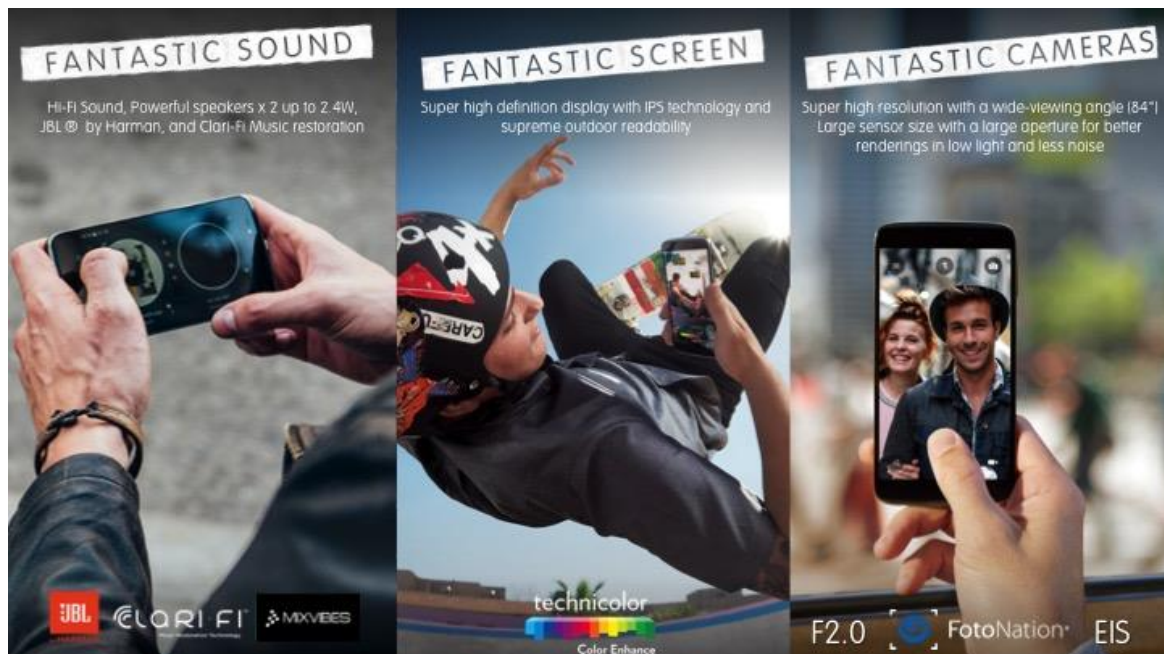 FANTASTIC SOUND
Hi-Fi Sound, Powerful speakers x 2 up to 2.4W,
JBL ® by Harman, and Clari-Fi Music restoration
JBL
CLARI FI™
MIXVIBES
FANTASTIC SCREEN
Super high definition display with IPS technology and
supreme outdoor readability
CAREFU
technicolor
Color Enhance
FANTASTIC CAMERAS
Super high resolution with a wide-viewing angle (84°)
Large sensor size with a large aperture for better
renderings in low light and less noise
F2.0
FotoNation
EIS